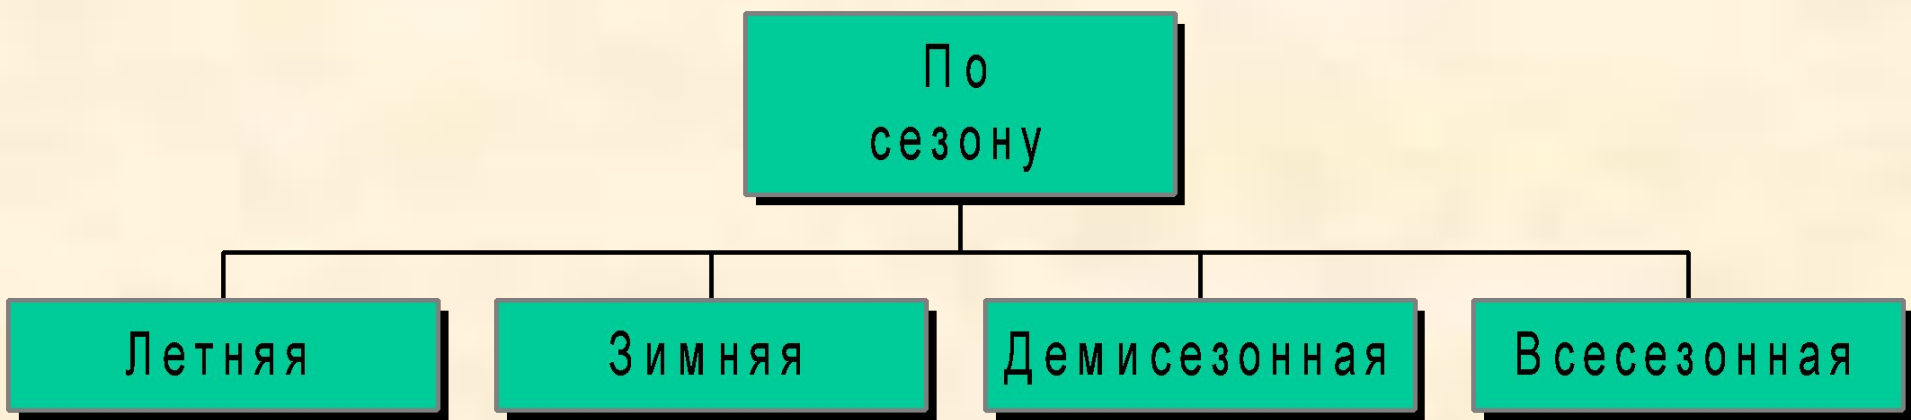 По
сезону
Летняя
Зимняя
Демисезонная
Всесезонная